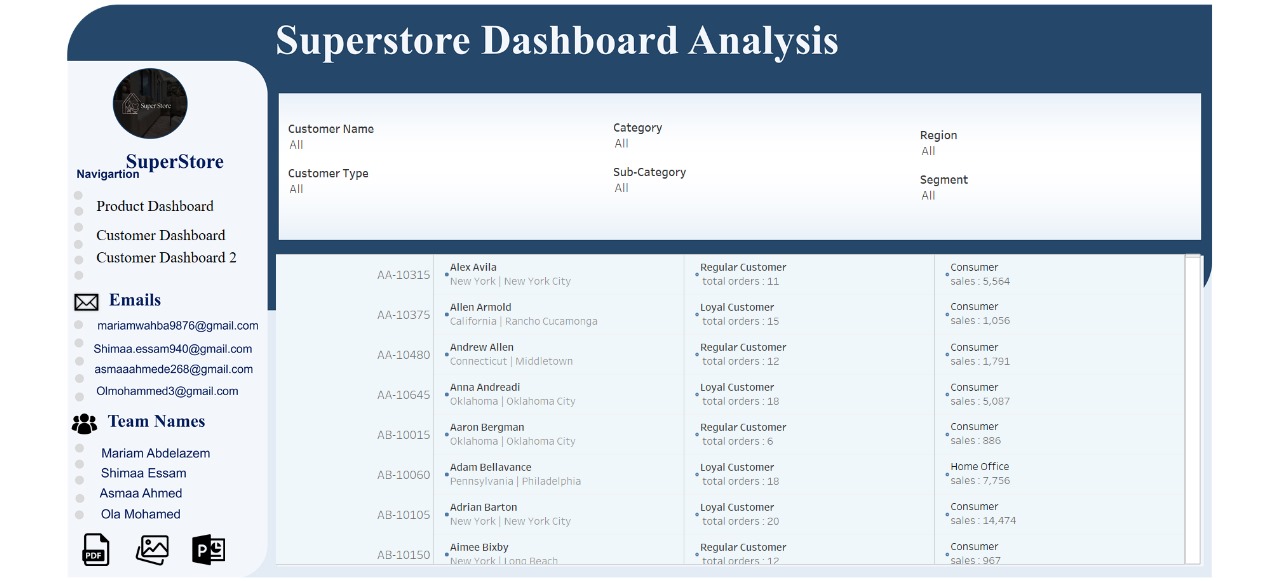 Superstore Dashboard Analysis
Super Store
SuperStore
Navigartion
Product Dashboard
Customer Dashboard
Customer Dashboard 2
Emails
mariamwahba9876@gmail.com
Shimaa.essam940@gmail.com
asmaaahmede268@gmail.com
Olmohammed3@gmail.com
Team Names
Mariam Abdelazem
Shimaa Essam
Asmaa Ahmed
Ola Mohamed
PDF
P
Customer Name
All
Category
All
Region
All
Customer Type
All
Sub-Category
All
Segment
All
AA-10315 Alex Avila Regular Customer Consumer
New York | New York City total orders : 11 sales : 5,564
AA-10375 Allen Armold Loyal Customer Consumer
California | Rancho Cucamonga total orders : 15 sales : 1,056
AA-10480 Andrew Allen Regular Customer Consumer
Connecticut | Middletown total orders : 12 sales : 1,791
AA-10645 Anna Andreadi Loyal Customer Consumer
Oklahoma | Oklahoma City total orders : 18 sales : 5,087
AB-10015 Aaron Bergman Regular Customer Consumer
Oklahoma | Oklahoma City total orders : 6 sales : 886
AB-10060 Adam Bellavance Loyal Customer Home Office
Pennsylvania | Philadelphia total orders : 18 sales : 7,756
AB-10105 Adrian Barton Loyal Customer Consumer
New York | New York City total orders : 20 sales : 14,474
AB-10150 Aimee Bixby Regular Customer Consumer
New York | Long Beach total orders : 12 sales : 967